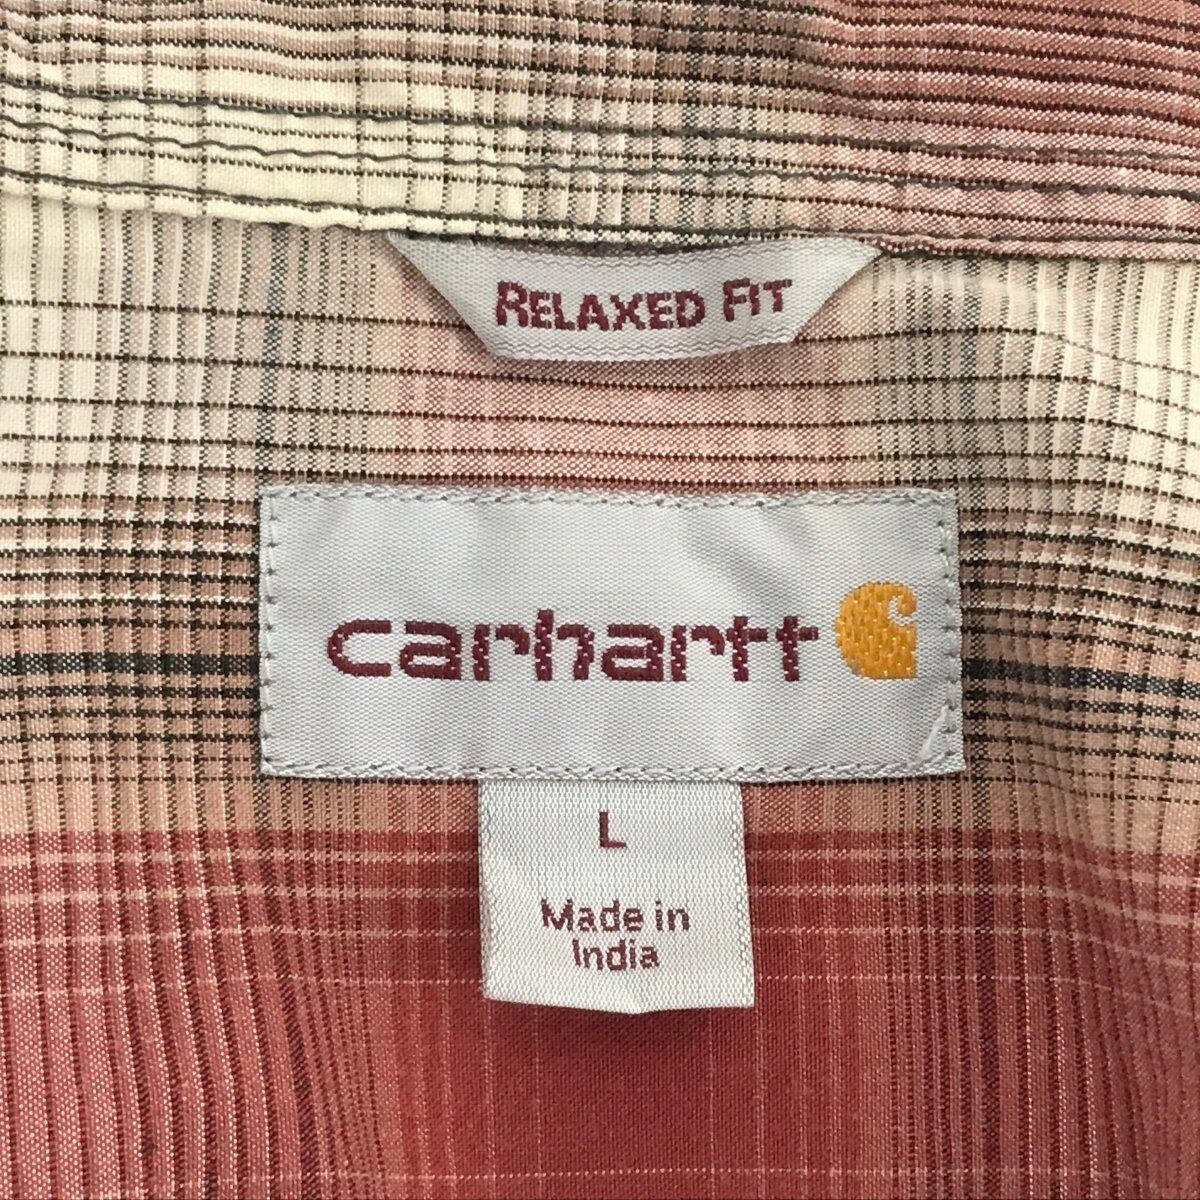 RELAXED FIT
carhartt
L
Made in
India